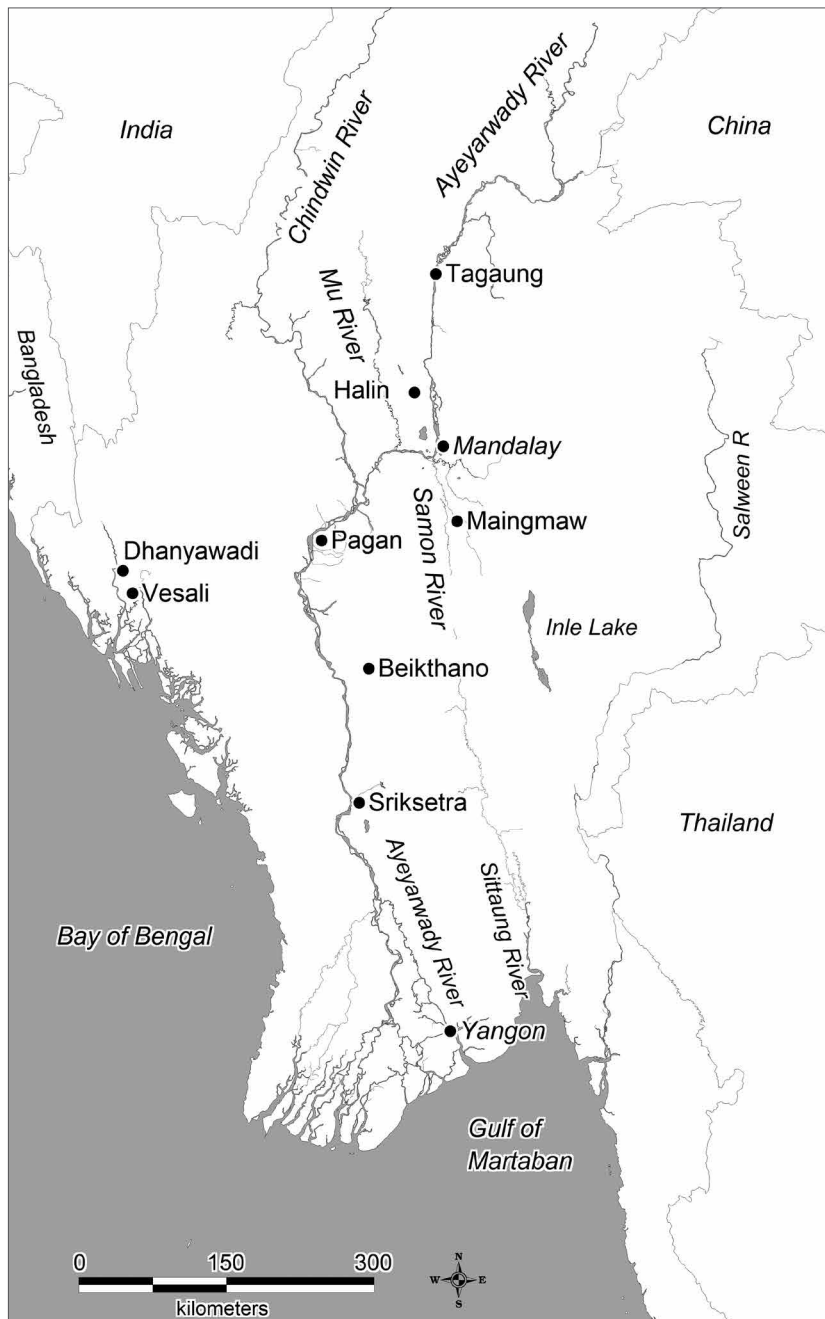 Ayeyarwady River
India
China
Chindwin River
Tagaung
Mu River
Bangladesh
Halin
Mandalay
Salween R
Samon River
Maingmaw
Pagan
Dhanyawadi
Vesali
Inle Lake
Beikthano
Sriksetra
Thailand
Ayeyarwady River
Sittaung River
Bay of Bengal
Yangon
Gulf of
Martaban
0 150 300
kilometers
N
W E
S